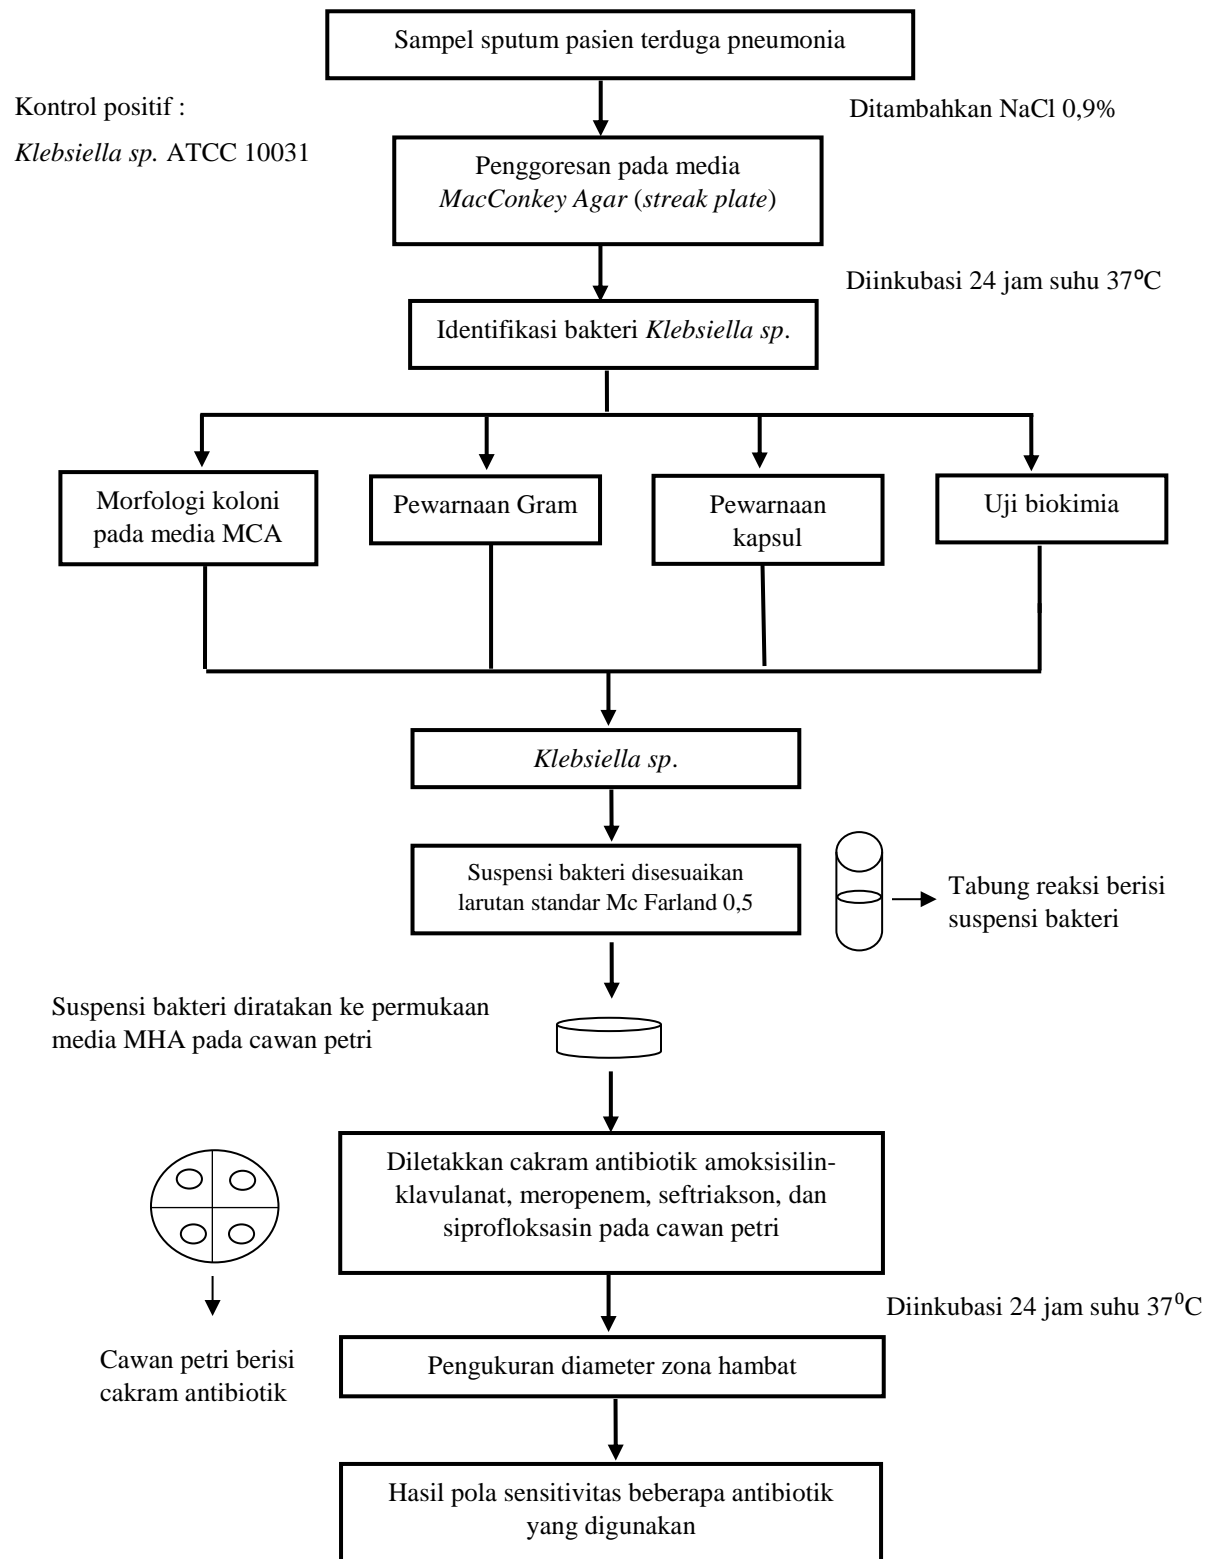 Sampel sputum pasien terduga pneumonia
Kontrol positif :
Klebsiella sp. ATCC 10031
Ditambahkan NaCl 0,9%
Penggoresan pada media
MacConkey Agar (streak plate)
Diinkubasi 24 jam suhu 37⁰C
Identifikasi bakteri Klebsiella sp.
Morfologi koloni
pada media MCA
Pewarnaan Gram
Pewarnaan
kapsul
Uji biokimia
Klebsiella sp.
Suspensi bakteri disesuaikan
larutan standar Mc Farland 0,5
Tabung reaksi berisi
suspensi bakteri
Suspensi bakteri diratakan ke permukaan
media MHA pada cawan petri
Diletakkan cakram antibiotik amoksisilin-
klavulanat, meropenem, seftriakson, dan
siprofloksasin pada cawan petri
Cawan petri berisi
cakram antibiotik
Diinkubasi 24 jam suhu 37⁰C
Pengukuran diameter zona hambat
Hasil pola sensitivitas beberapa antibiotik
yang digunakan